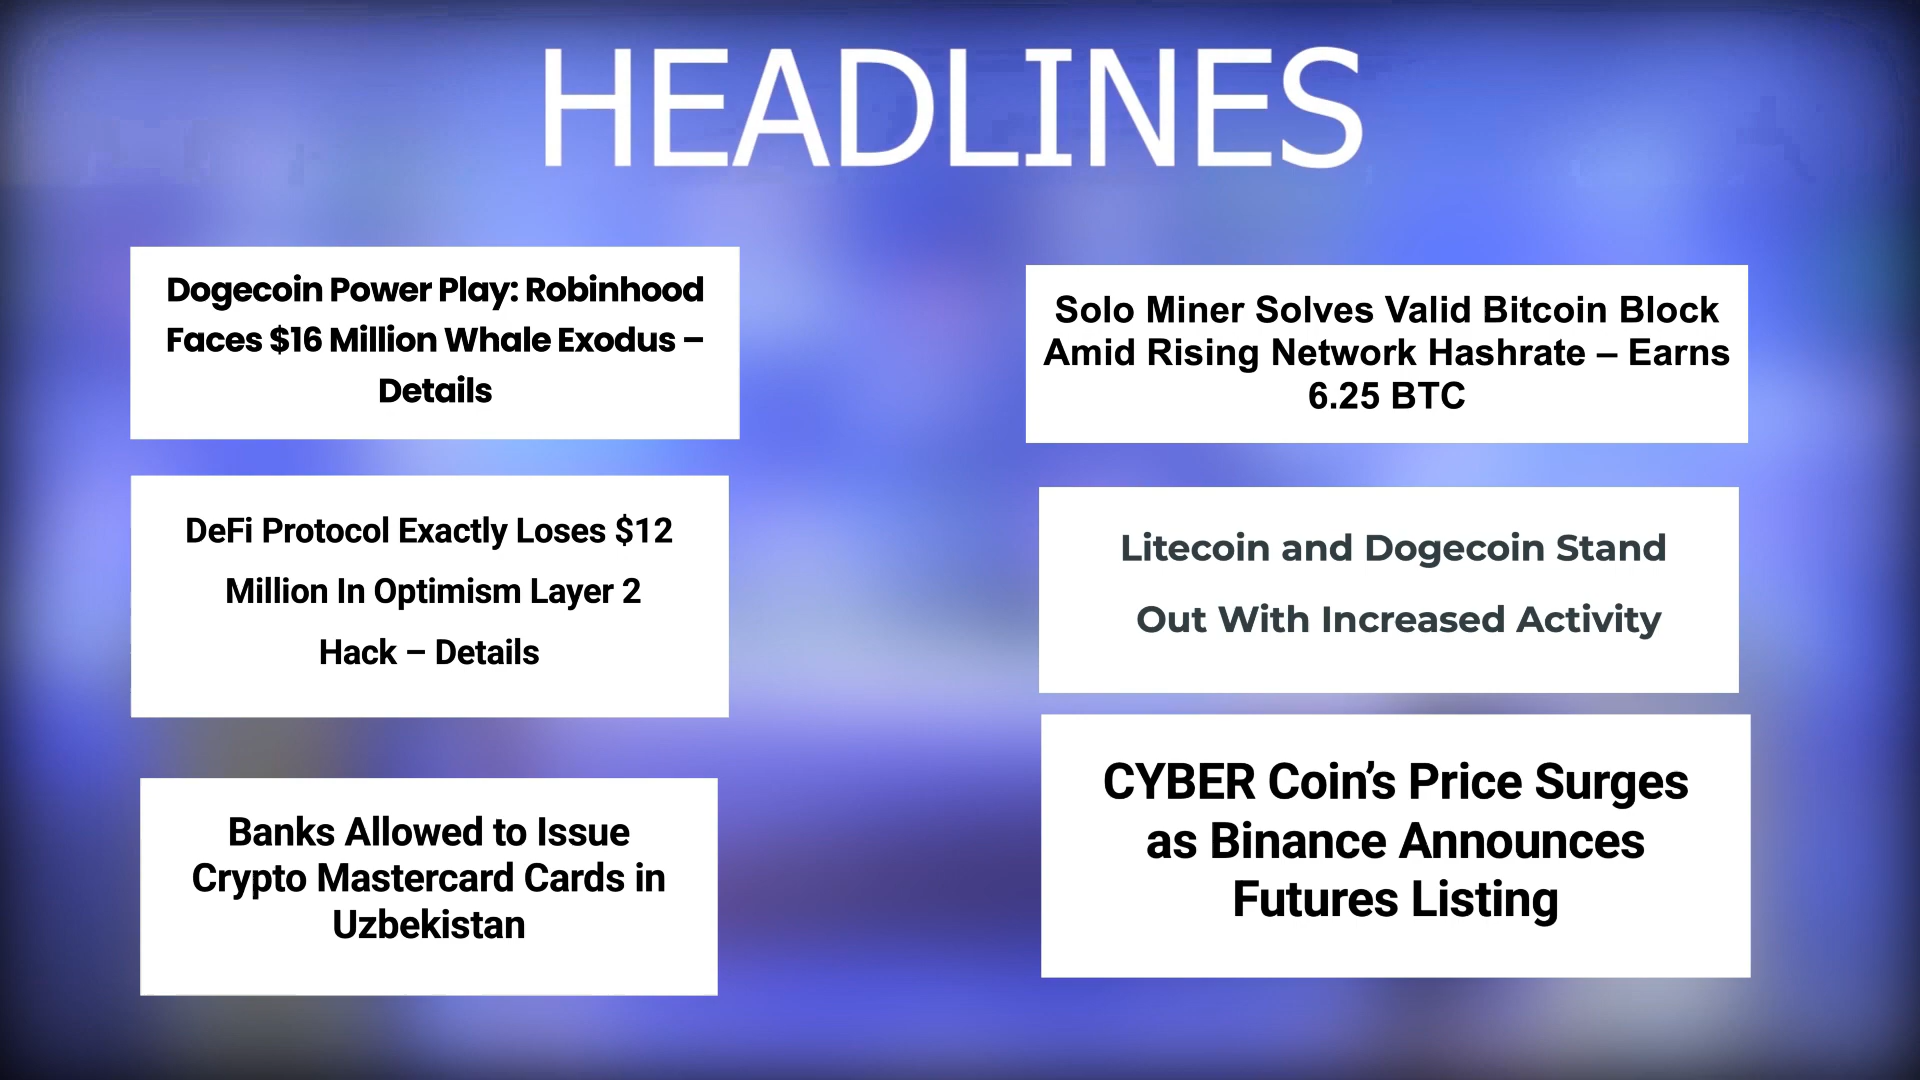 HEADLINES
Dogecoin Power Play: Robinhood
Faces $16 Million Whale Exodus –
Details
DeFi Protocol Exactly Loses $12
Million In Optimism Layer 2
Hack – Details
Banks Allowed to Issue
Crypto Mastercard Cards in
Uzbekistan
Solo Miner Solves Valid Bitcoin Block
Amid Rising Network Hashrate – Earns
6.25 BTC
Litecoin and Dogecoin Stand
Out With Increased Activity
CYBER Coin’s Price Surges
as Binance Announces
Futures Listing